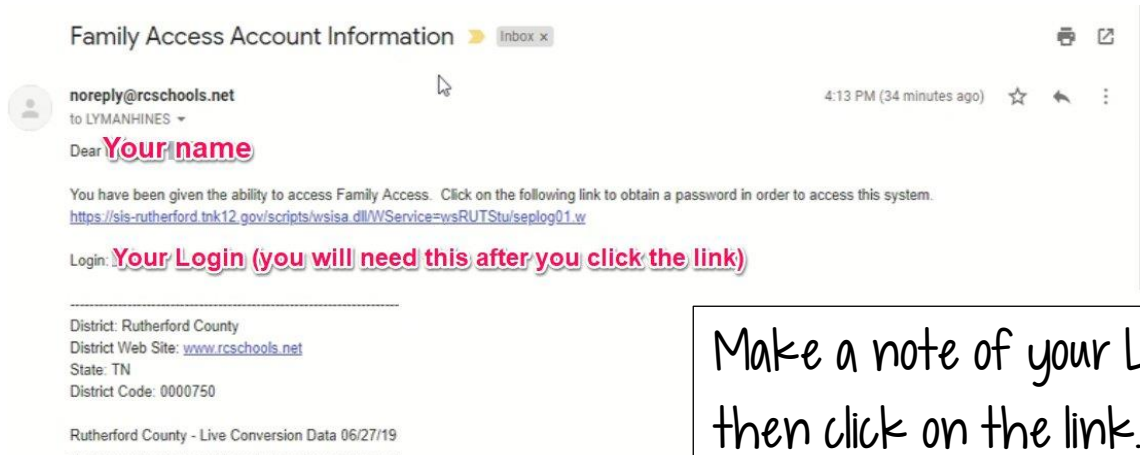 Family Access Account Information Inbox x
noreply@rcschools.net 4:13 PM (34 minutes ago)
to LYMANHINES
Dear Your name
You have been given the ability to access Family Access. Click on the following link to obtain a password in order to access this system.
https://sis-rutherford.tnk12.gov/scripts/wsisa.dll/WService=wsRUTStu/seplog01.w
Login: Your Login (you will need this after you click the link)
--------------------------------------------------------------------
District: Rutherford County
District Web Site: www.rcschools.net
State: TN
District Code: 0000750
Rutherford County - Live Conversion Data 06/27/19
Make a note of your L
then click on the link.